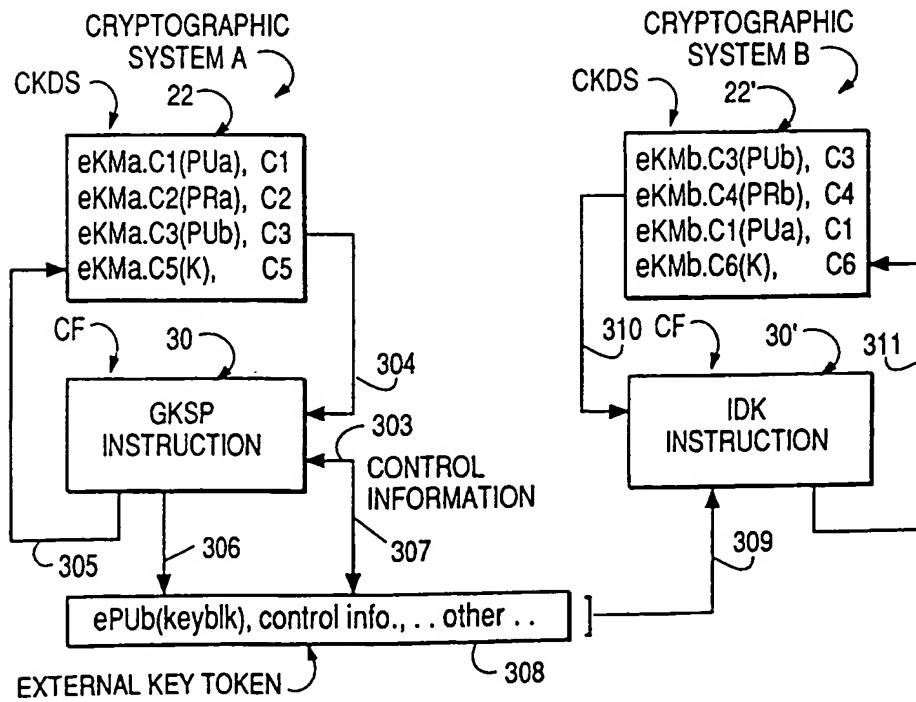 CRYPTOGRAPHIC
SYSTEM A
CKDS
22
eKMa.C1(PUa), C1
eKMa.C2(PRa), C2
eKMa.C3(PUb), C3
eKMa.C5(K), C5
CF
30
304
GKSP
INSTRUCTION
303
CONTROL
INFORMATION
305
306
307
ePUb(keyblk), control info., . . other . .
EXTERNAL KEY TOKEN
308
CRYPTOGRAPHIC
SYSTEM B
CKDS
22'
eKMb.C3(PUb), C3
eKMb.C4(PRb), C4
eKMb.C1(PUa), C1
eKMb.C6(K), C6
310
CF
30'
311
IDK
INSTRUCTION
309